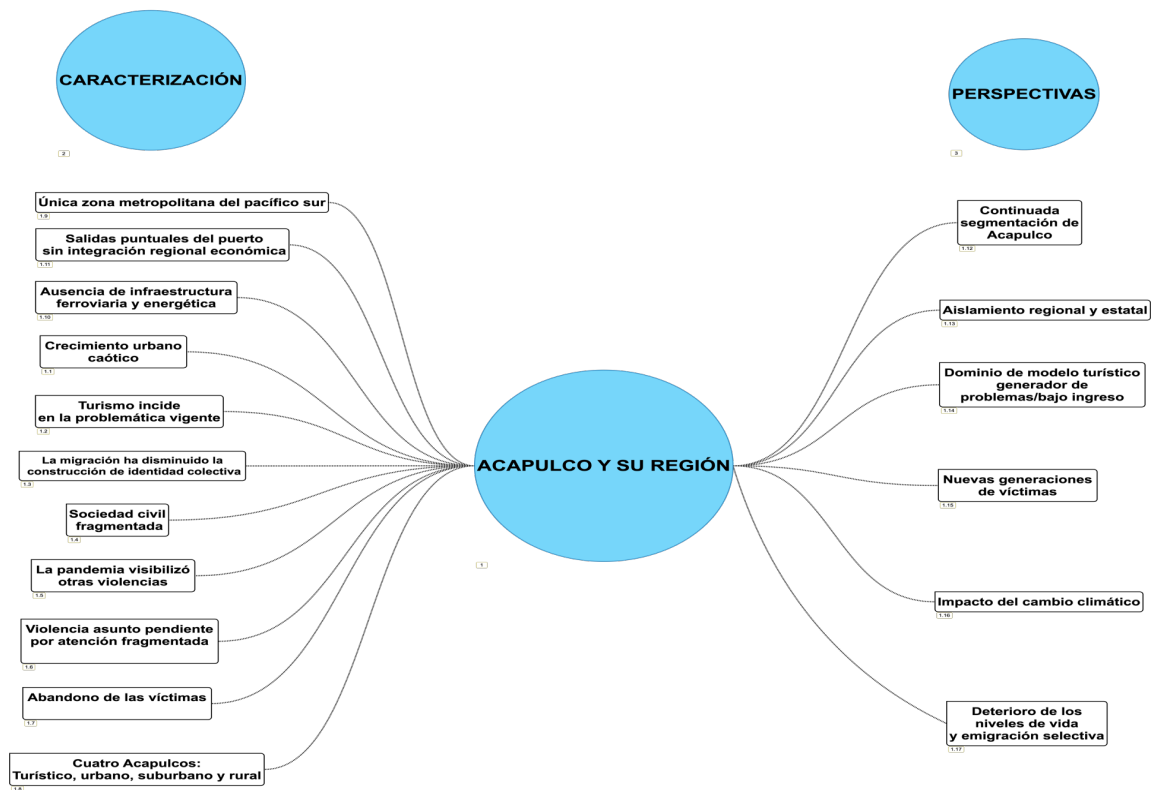 CARACTERIZACIÓN
2
Única zona metropolitana del pacífico sur
1.9
Salidas puntuales del puerto
sin integración regional económica
1.11
Ausencia de infraestructura
ferroviaria y energética
1.10
Crecimiento urbano
caótico
1.1
Turismo incide
en la problemática vigente
1.2
La migración ha disminuido la
construcción de identidad colectiva
1.3
Sociedad civil
fragmentada
1.4
La pandemia visibilizó
otras violencias
1.5
Violencia asunto pendiente
por atención fragmentada
1.6
Abandono de las víctimas
1.7
Cuatro Acapulcos:
Turístico, urbano, suburbano y rural
1.8
ACAPULCO Y SU REGIÓN
1
PERSPECTIVAS
3
Continuada
segmentación de
Acapulco
1.12
Aislamiento regional y estatal
1.13
Dominio de modelo turístico
generador de
problemas/bajo ingreso
1.14
Nuevas generaciones
de víctimas
1.15
Impacto del cambio climático
1.16
Deterioro de los
niveles de vida
y emigración selectiva
1.17